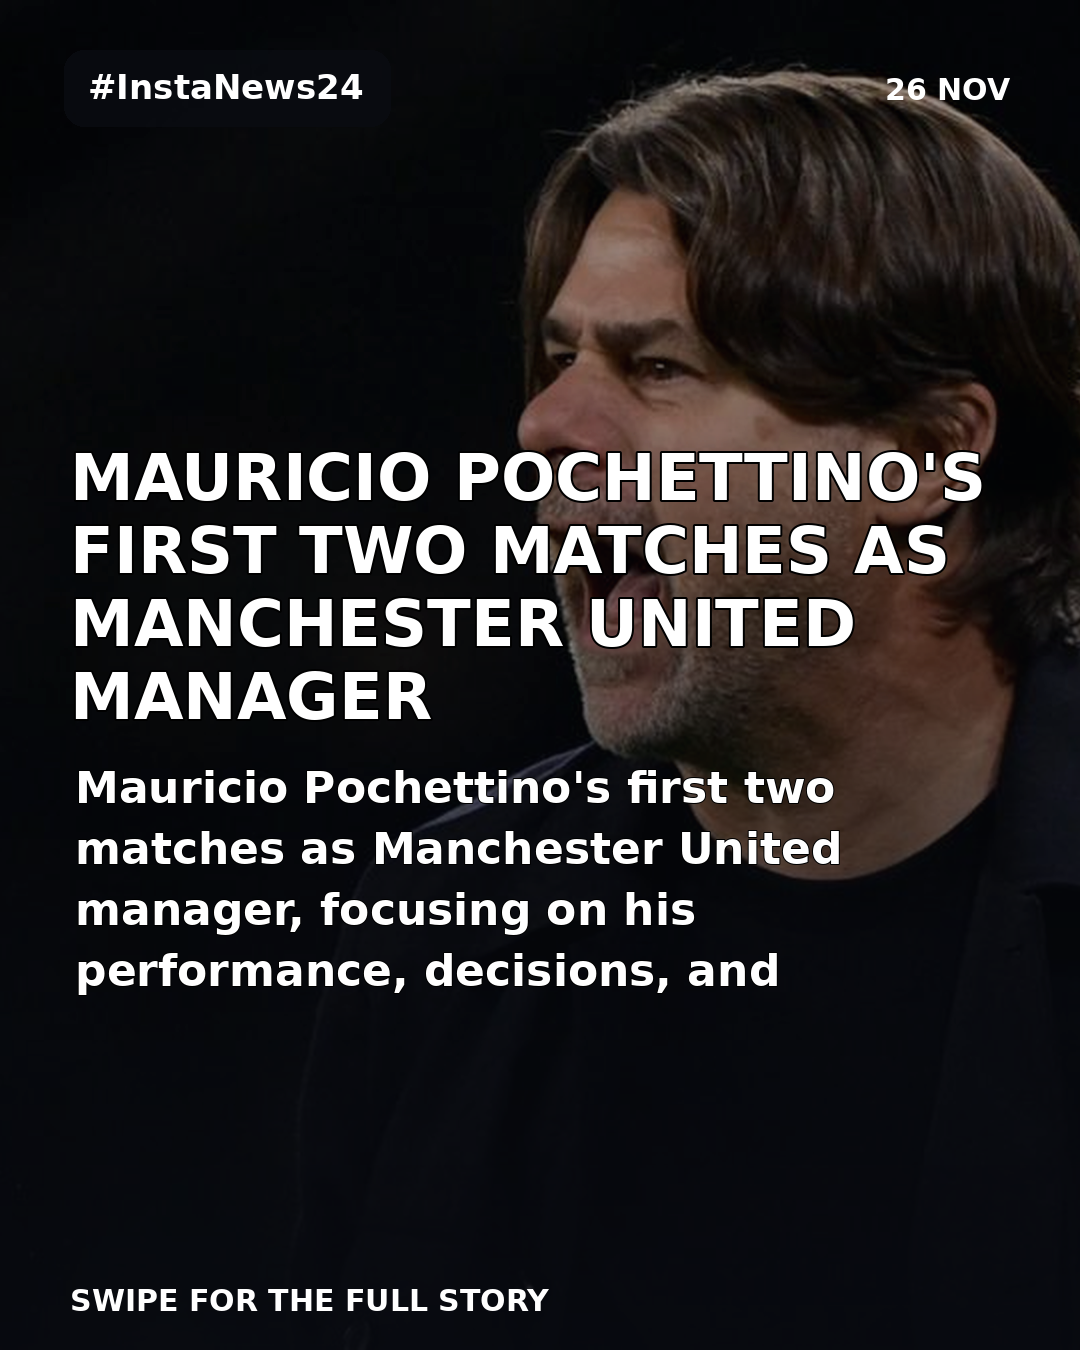 #InstaNews24
26 NOV
MAURICIO POCHETTINO'S
FIRST TWO MATCHES AS
MANCHESTER UNITED
MANAGER
Mauricio Pochettino's first two
matches as Manchester United
manager, focusing on his
performance, decisions, and
SWIPE FOR THE FULL STORY